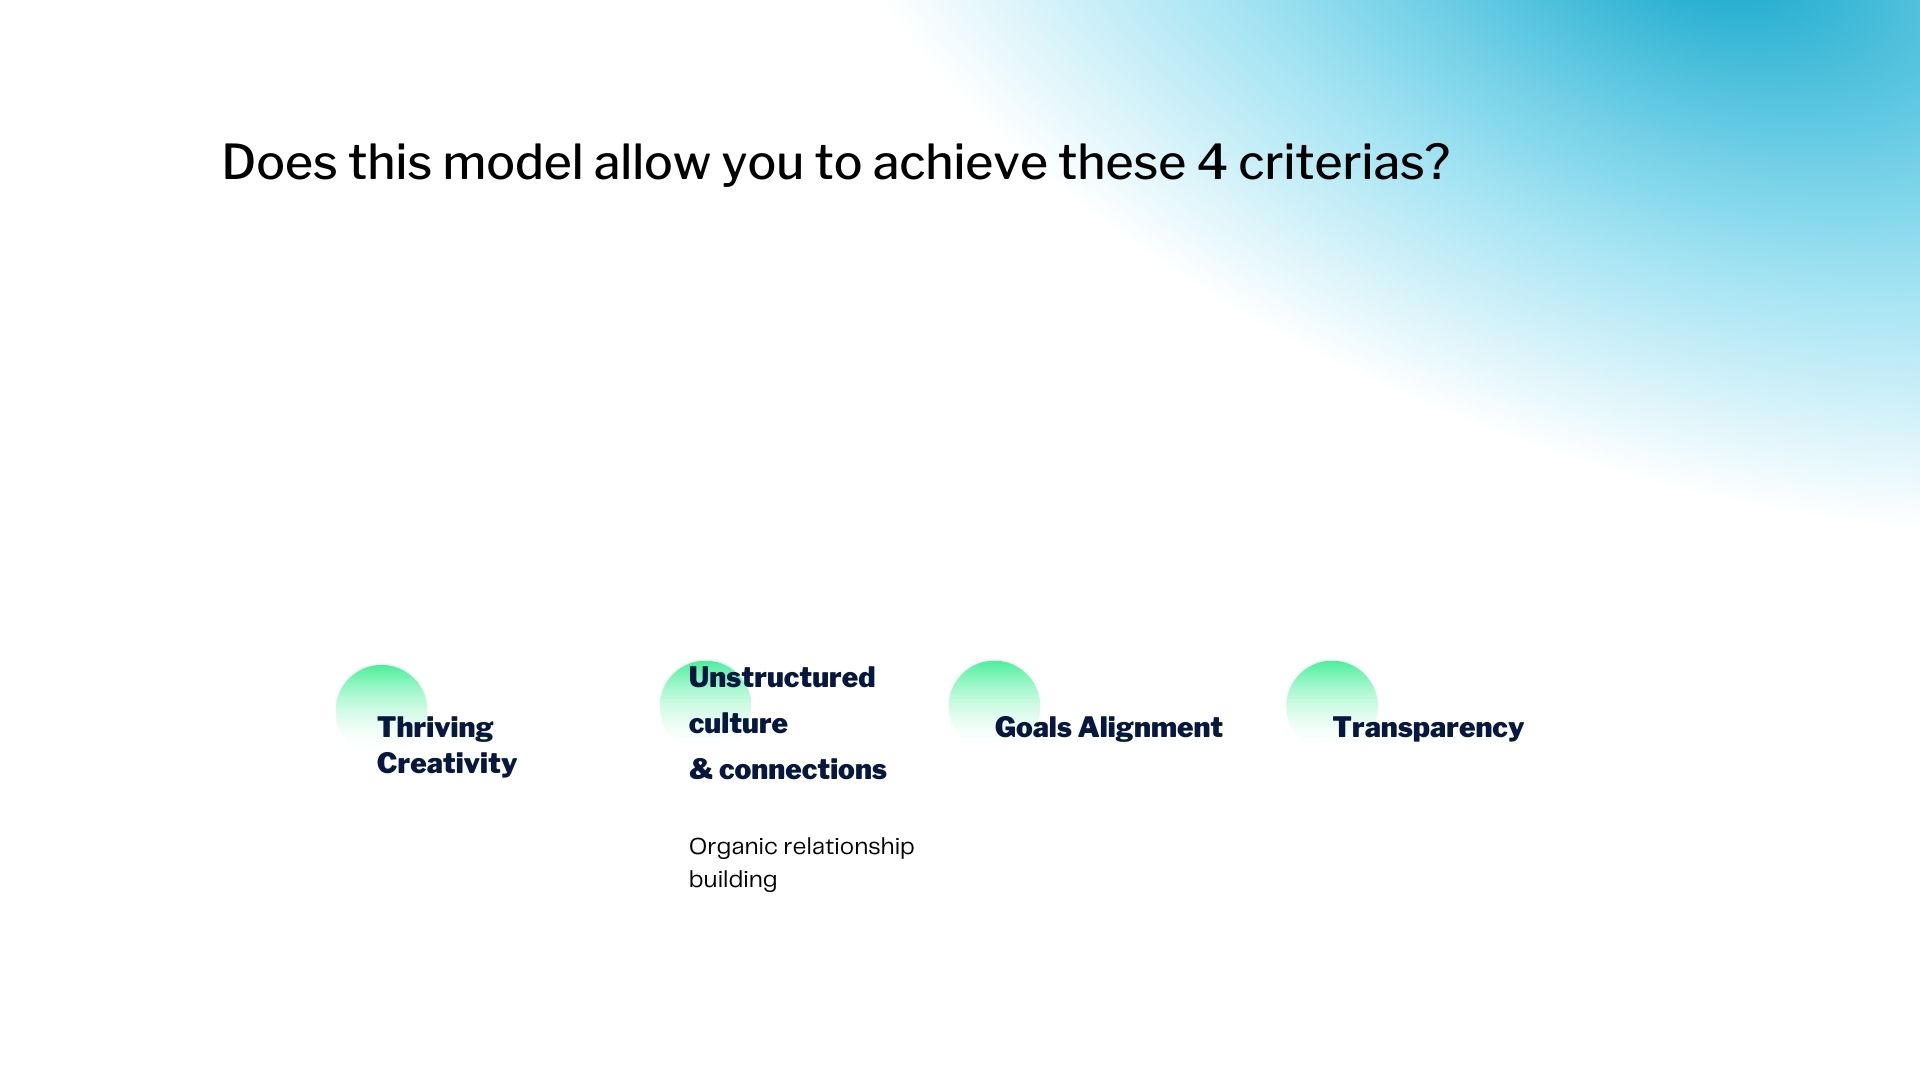 Does this model allow you to achieve these 4 criterias?
Thriving
Creativity
Unstructured
culture
& connections
Organic relationship
building
Goals Alignment
Transparency